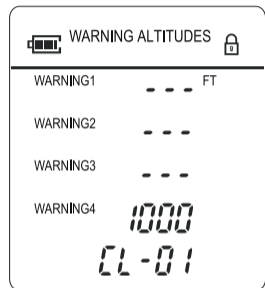 WARNING ALTITUDES
WARNING1 --- FT
WARNING2 ---
WARNING3 ---
WARNING4 1000
CL-01